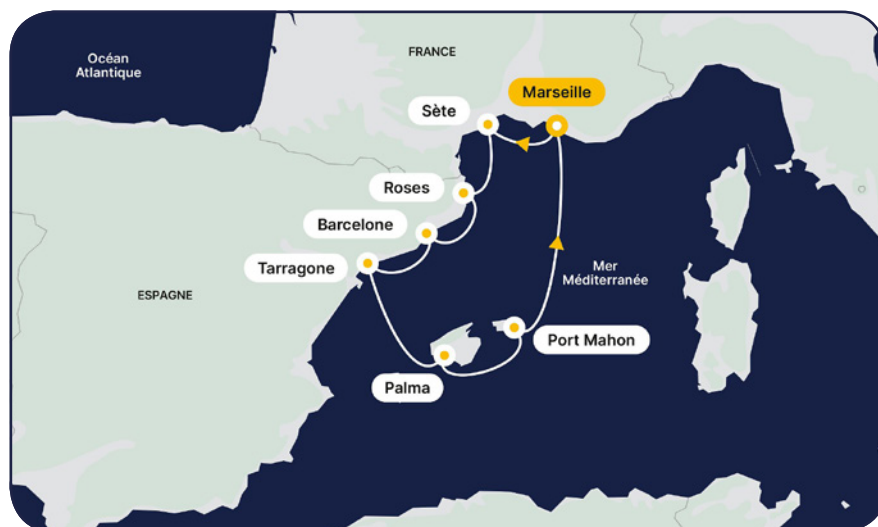 Océan
Atlantique
FRANCE
Marseille
Sète
Roses
Barcelone
Tarragone
Mer
Méditerranée
ESPAGNE
Port Mahon
Palma